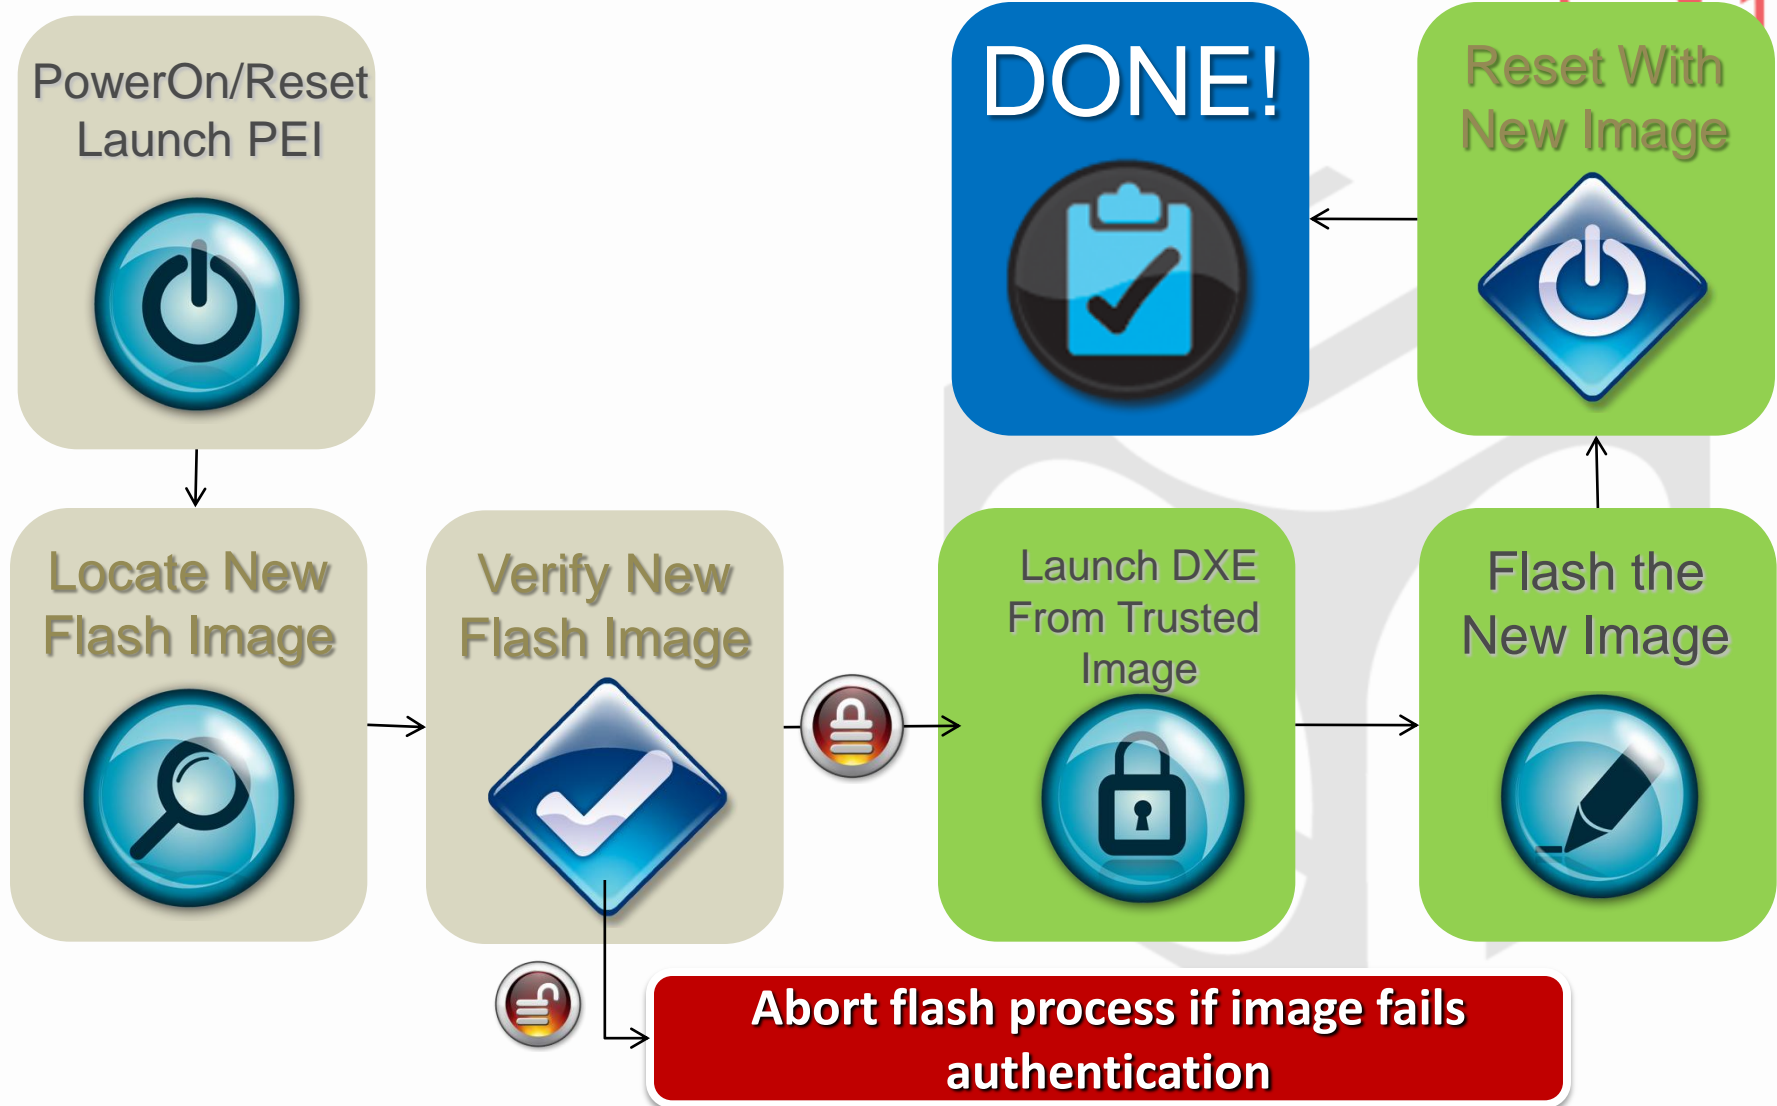 PowerOn/Reset
Launch PEI
Locate New
Flash Image
Verify New
Flash Image
Launch DXE
From Trusted
Image
Flash the
New Image
Reset With
New Image
DONE!
Abort flash process if image fails
authentication